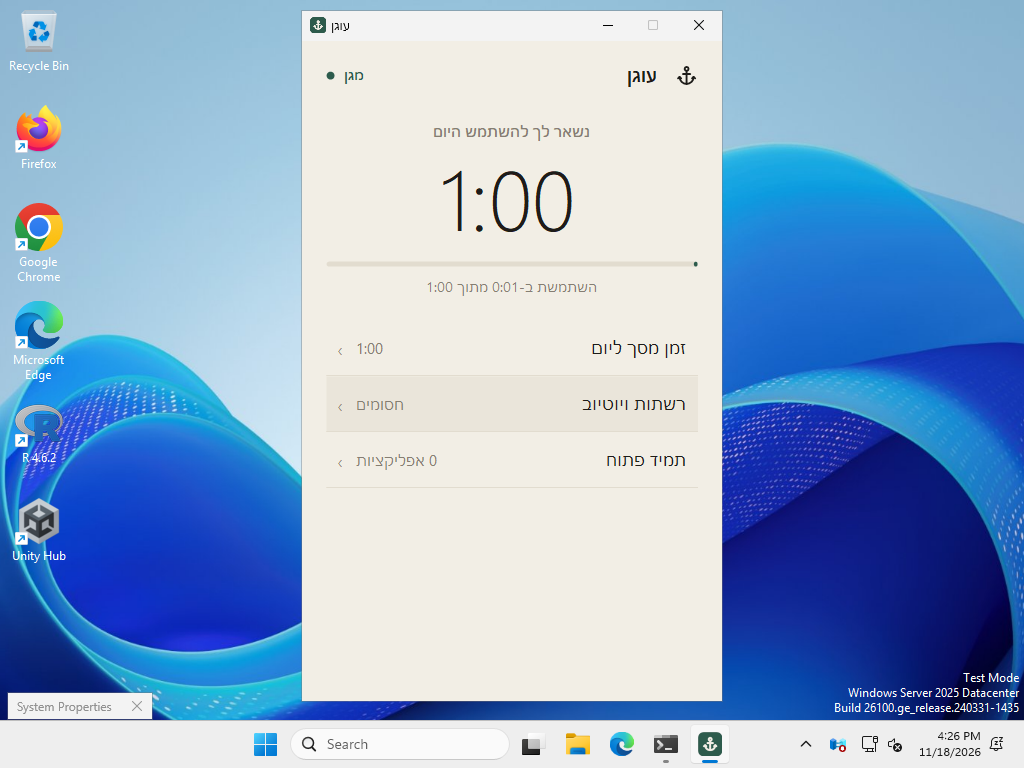 Recycle Bin
Firefox
Google
Chrome
Microsoft
Edge
R 4.6.2
Unity Hub
עוגן
עוגן
מגן
נשאר לך להשתמש היום
1:00
השתמשת ב-0:01 מתוך 1:00
זמן מסך ליום
1:00
רשתות ויוטיוב
חסומים
תמיד פתוח
0 אפליקציות
System Properties
Test Mode
Windows Server 2025 Datacenter
Build 26100.ge_release.240331-1435
Search
4:26 PM
11/18/2026